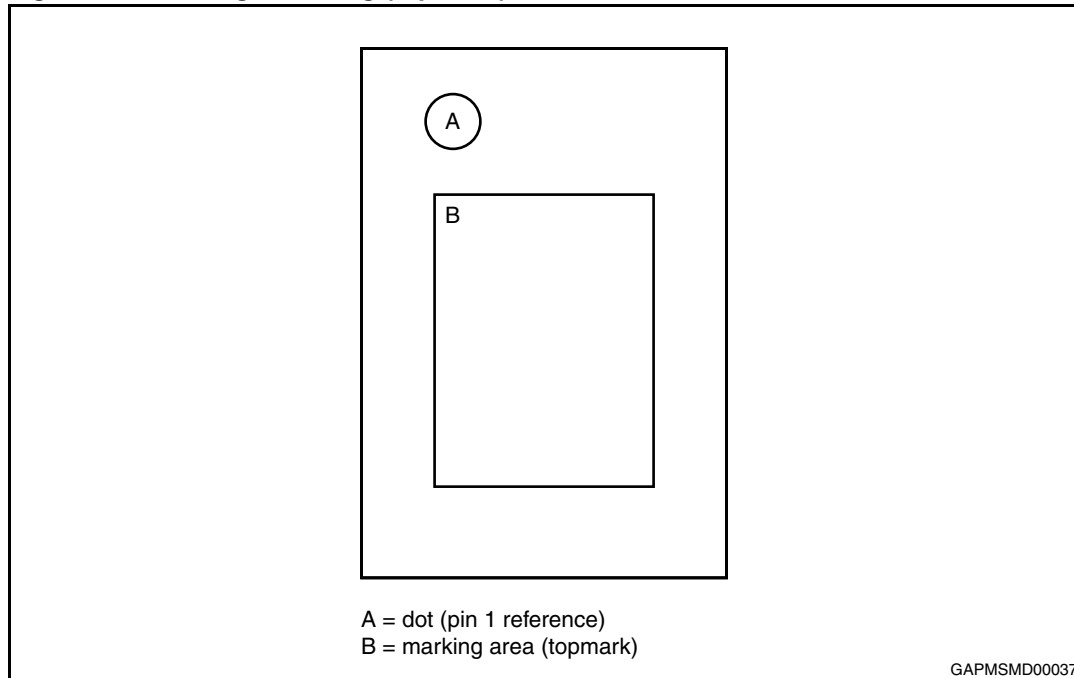 A
B
A = dot (pin 1 reference)
B = marking area (topmark)
GAPMSMD00037